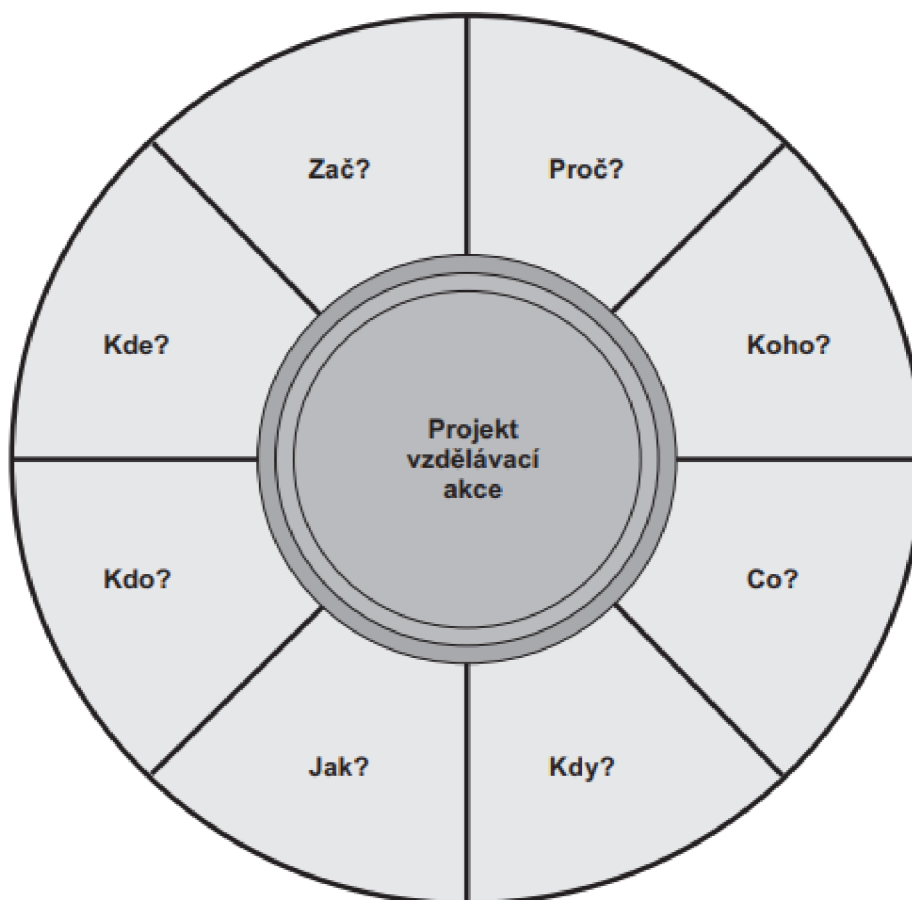 Zač?
Proč?
Kde?
Koho?
Projekt
vzdělávací
akce
Kdo?
Co?
Jak?
Kdy?